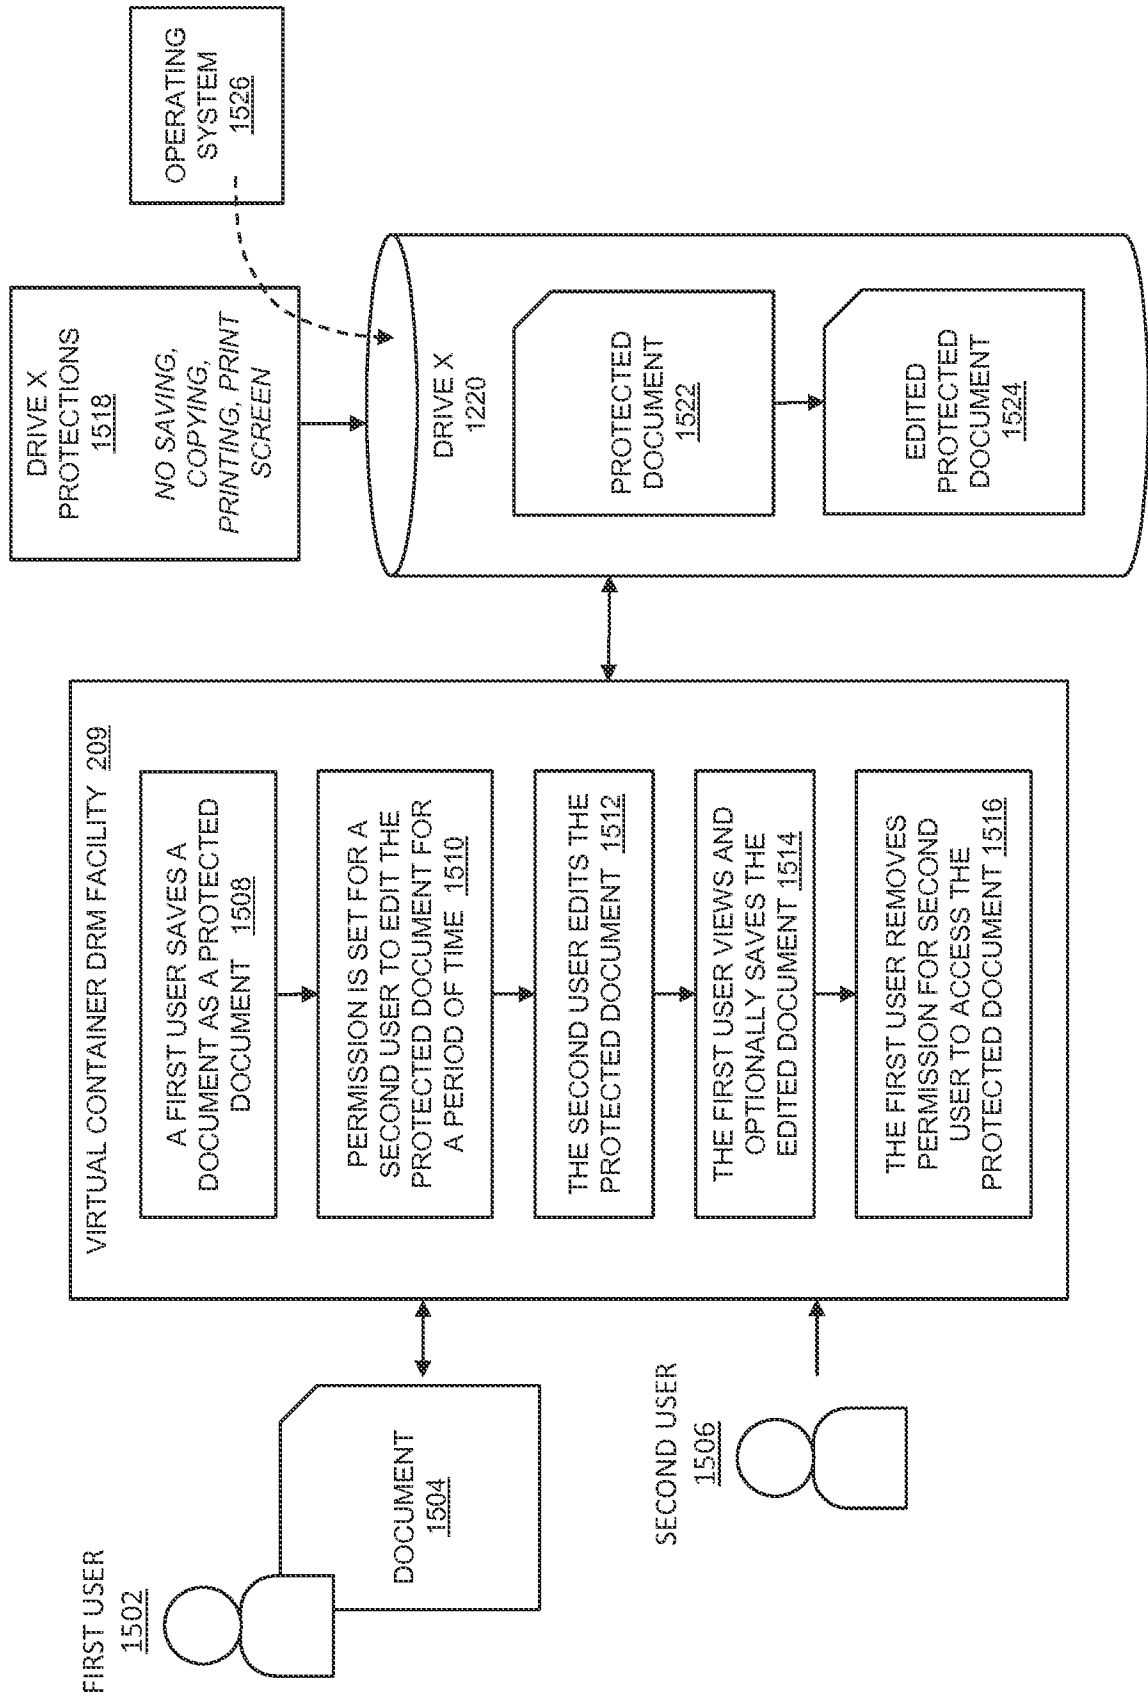 FIRST USER
1502
DOCUMENT
1504
SECOND USER
1506
VIRTUAL CONTAINER DRM FACILITY 209
A FIRST USER SAVES A
DOCUMENT AS A PROTECTED
DOCUMENT 1508
PERMISSION IS SET FOR A
SECOND USER TO EDIT THE
PROTECTED DOCUMENT FOR
A PERIOD OF TIME 1510
THE SECOND USER EDITS THE
PROTECTED DOCUMENT 1512
THE FIRST USER VIEWS AND
OPTIONALLY SAVES THE
EDITED DOCUMENT 1514
THE FIRST USER REMOVES
PERMISSION FOR SECOND
USER TO ACCESS THE
PROTECTED DOCUMENT 1516
DRIVE X
PROTECTIONS
1518
NO SAVING,
COPYING,
PRINTING, PRINT
SCREEN
OPERATING
SYSTEM
1526
DRIVE X
1220
PROTECTED
DOCUMENT
1522
EDITED
PROTECTED
DOCUMENT
1524